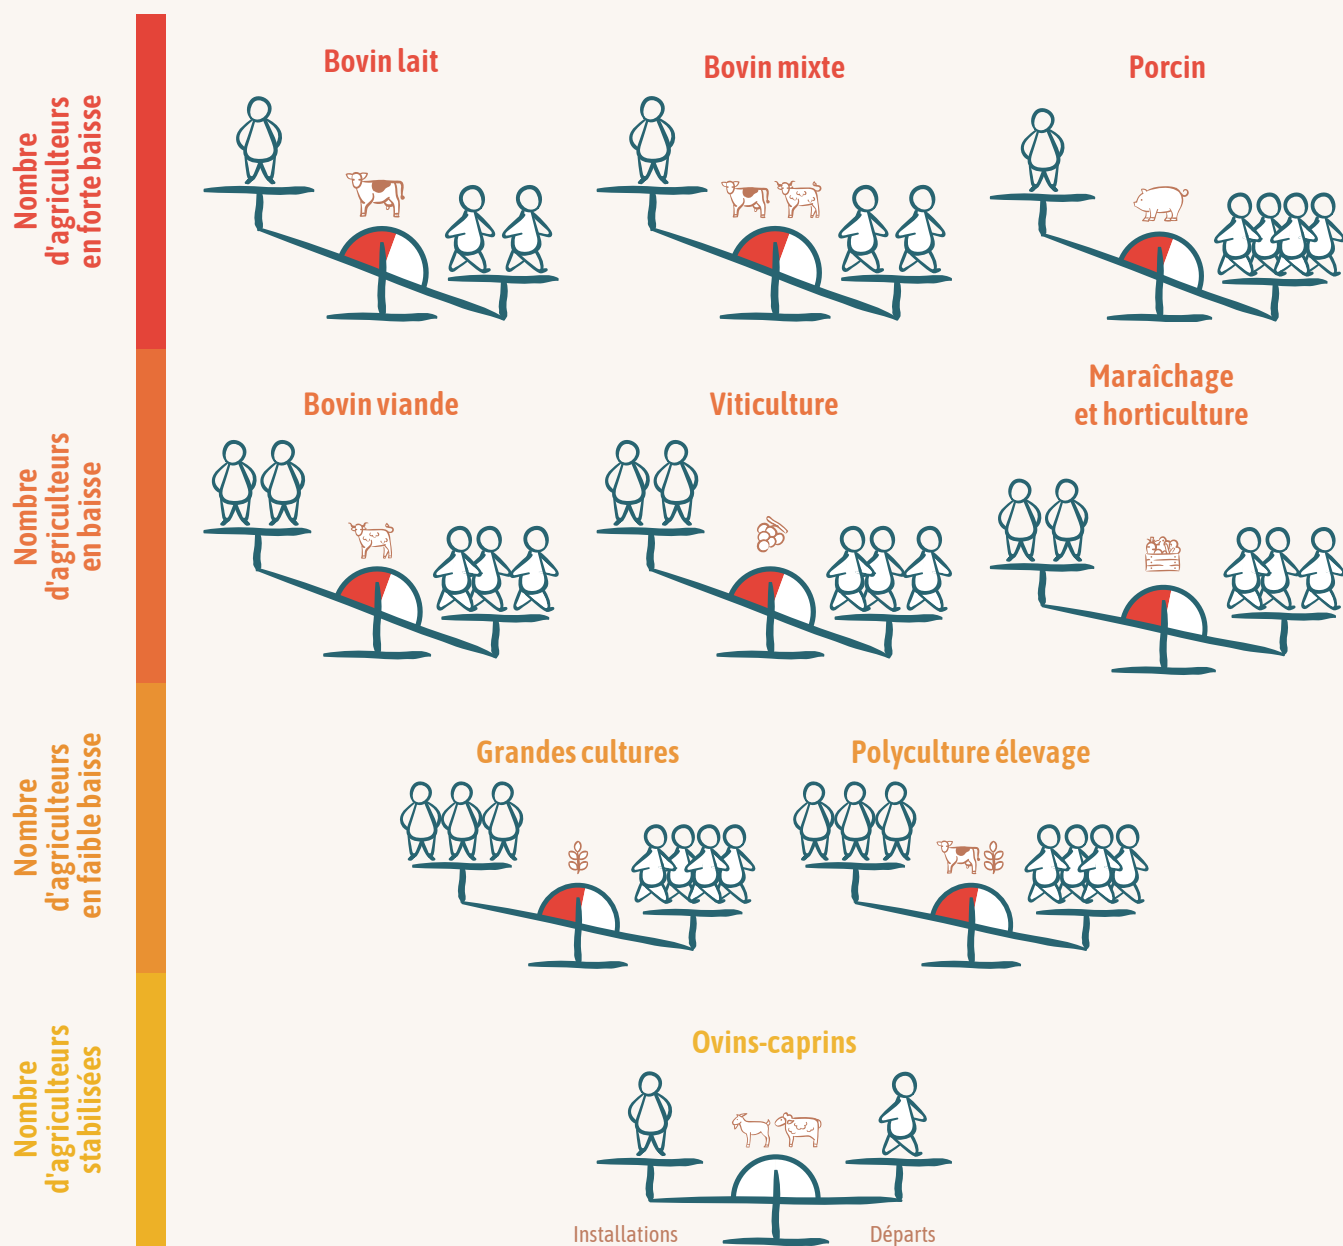 Nombre
d'agriculteurs
en forte baisse
Bovin lait
Bovin mixte
Porcin
Nombre
d'agriculteurs
en baisse
Bovin viande
Viticulture
Maraîchage
et horticulture
Nombre
d'agriculteurs
en faible baisse
Grandes cultures
Polyculture élevage
Nombre
d'agriculteurs
stabilisées
Ovins-caprins
Installations
Départs